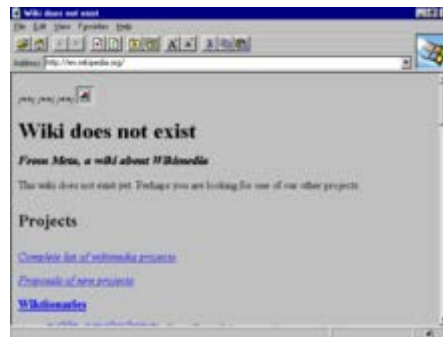 Wiki does not exist
File Edit View Favorites Help
Address: http://en.wikipedia.org/
Wiki does not exist
From Meta, a wiki about Wikimedia
This wiki does not exist yet. Perhaps you are looking for one of our other projects
Projects
Complete list of wikimedia projects
Proposals of new projects
Wiktionaries